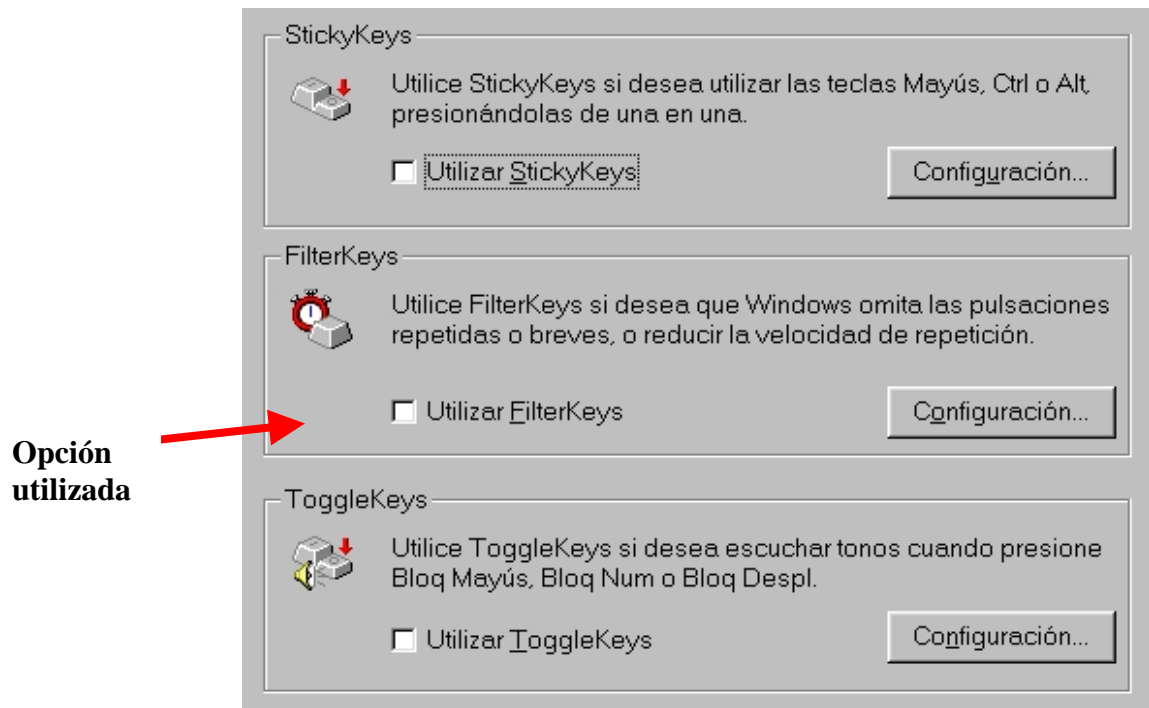 StickyKeys
Utilice StickyKeys si desea utilizar las teclas Mayús, Ctrl o Alt,
presionándolas de una en una.
Utilizar StickyKeys
Configuración...
FilterKeys
Utilice FilterKeys si desea que Windows omita las pulsaciones
repetidas o breves, o reducir la velocidad de repetición.
Utilizar FilterKeys
Configuración...
Opción
utilizada
ToggleKeys
Utilice ToggleKeys si desea escuchar tonos cuando presione
Bloq Mayús, Bloq Num o Bloq Despl.
Utilizar ToggleKeys
Configuración...